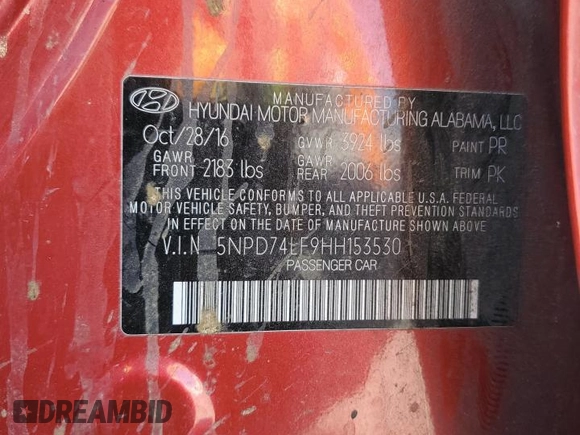 MANUFACTURED BY
HYUNDAI MOTOR MANUFACTURING ALABAMA, LLC
Oct/28/16 GVWR 3924 lbs PAINT PR
GAWR FRONT 2183 lbs GAWR REAR 2006 lbs TRIM PK
THIS VEHICLE CONFORMS TO ALL APPLICABLE U.S.A. FEDERAL
MOTOR VEHICLE SAFETY, BUMPER, AND THEFT PREVENTION STANDARDS
IN EFFECT ON THE DATE OF MANUFACTURE SHOWN ABOVE
V.I.N 5NPD74LF9HH153530
PASSENGER CAR
DREAMBID